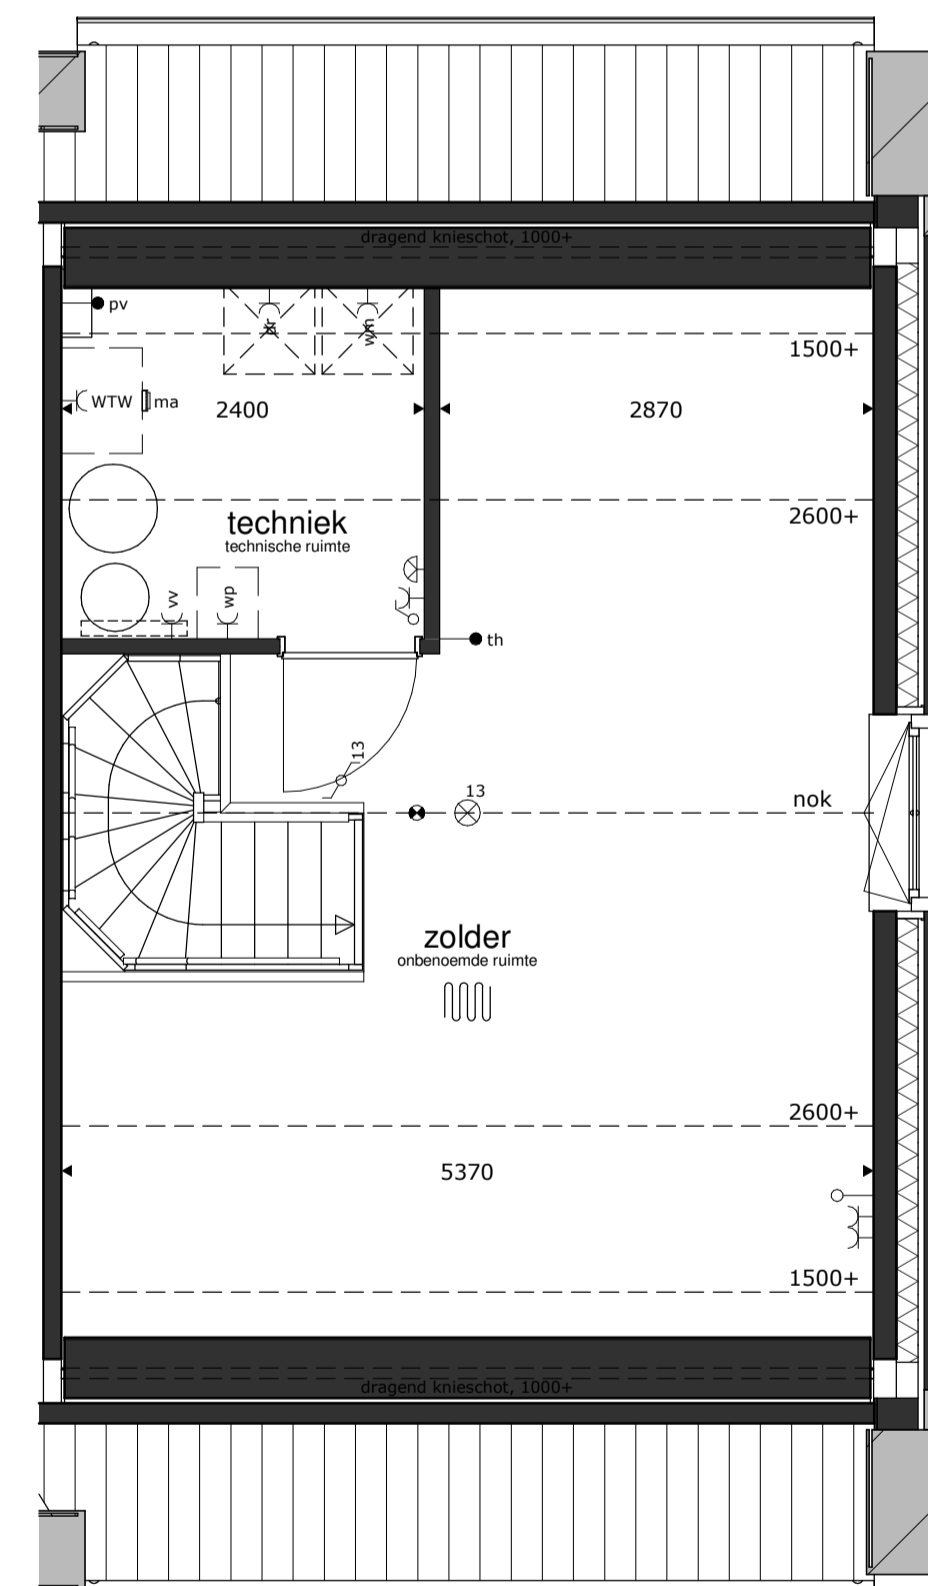 dragend knieschot, 1000+
pv
dr
wm
1500+
WTW
ma
2400
2870
2600+
techniek
technische ruimte
vv
wp
th
13
13
nok
zolder
onbenoemde ruimte
2600+
5370
1500+
dragend knieschot, 1000+